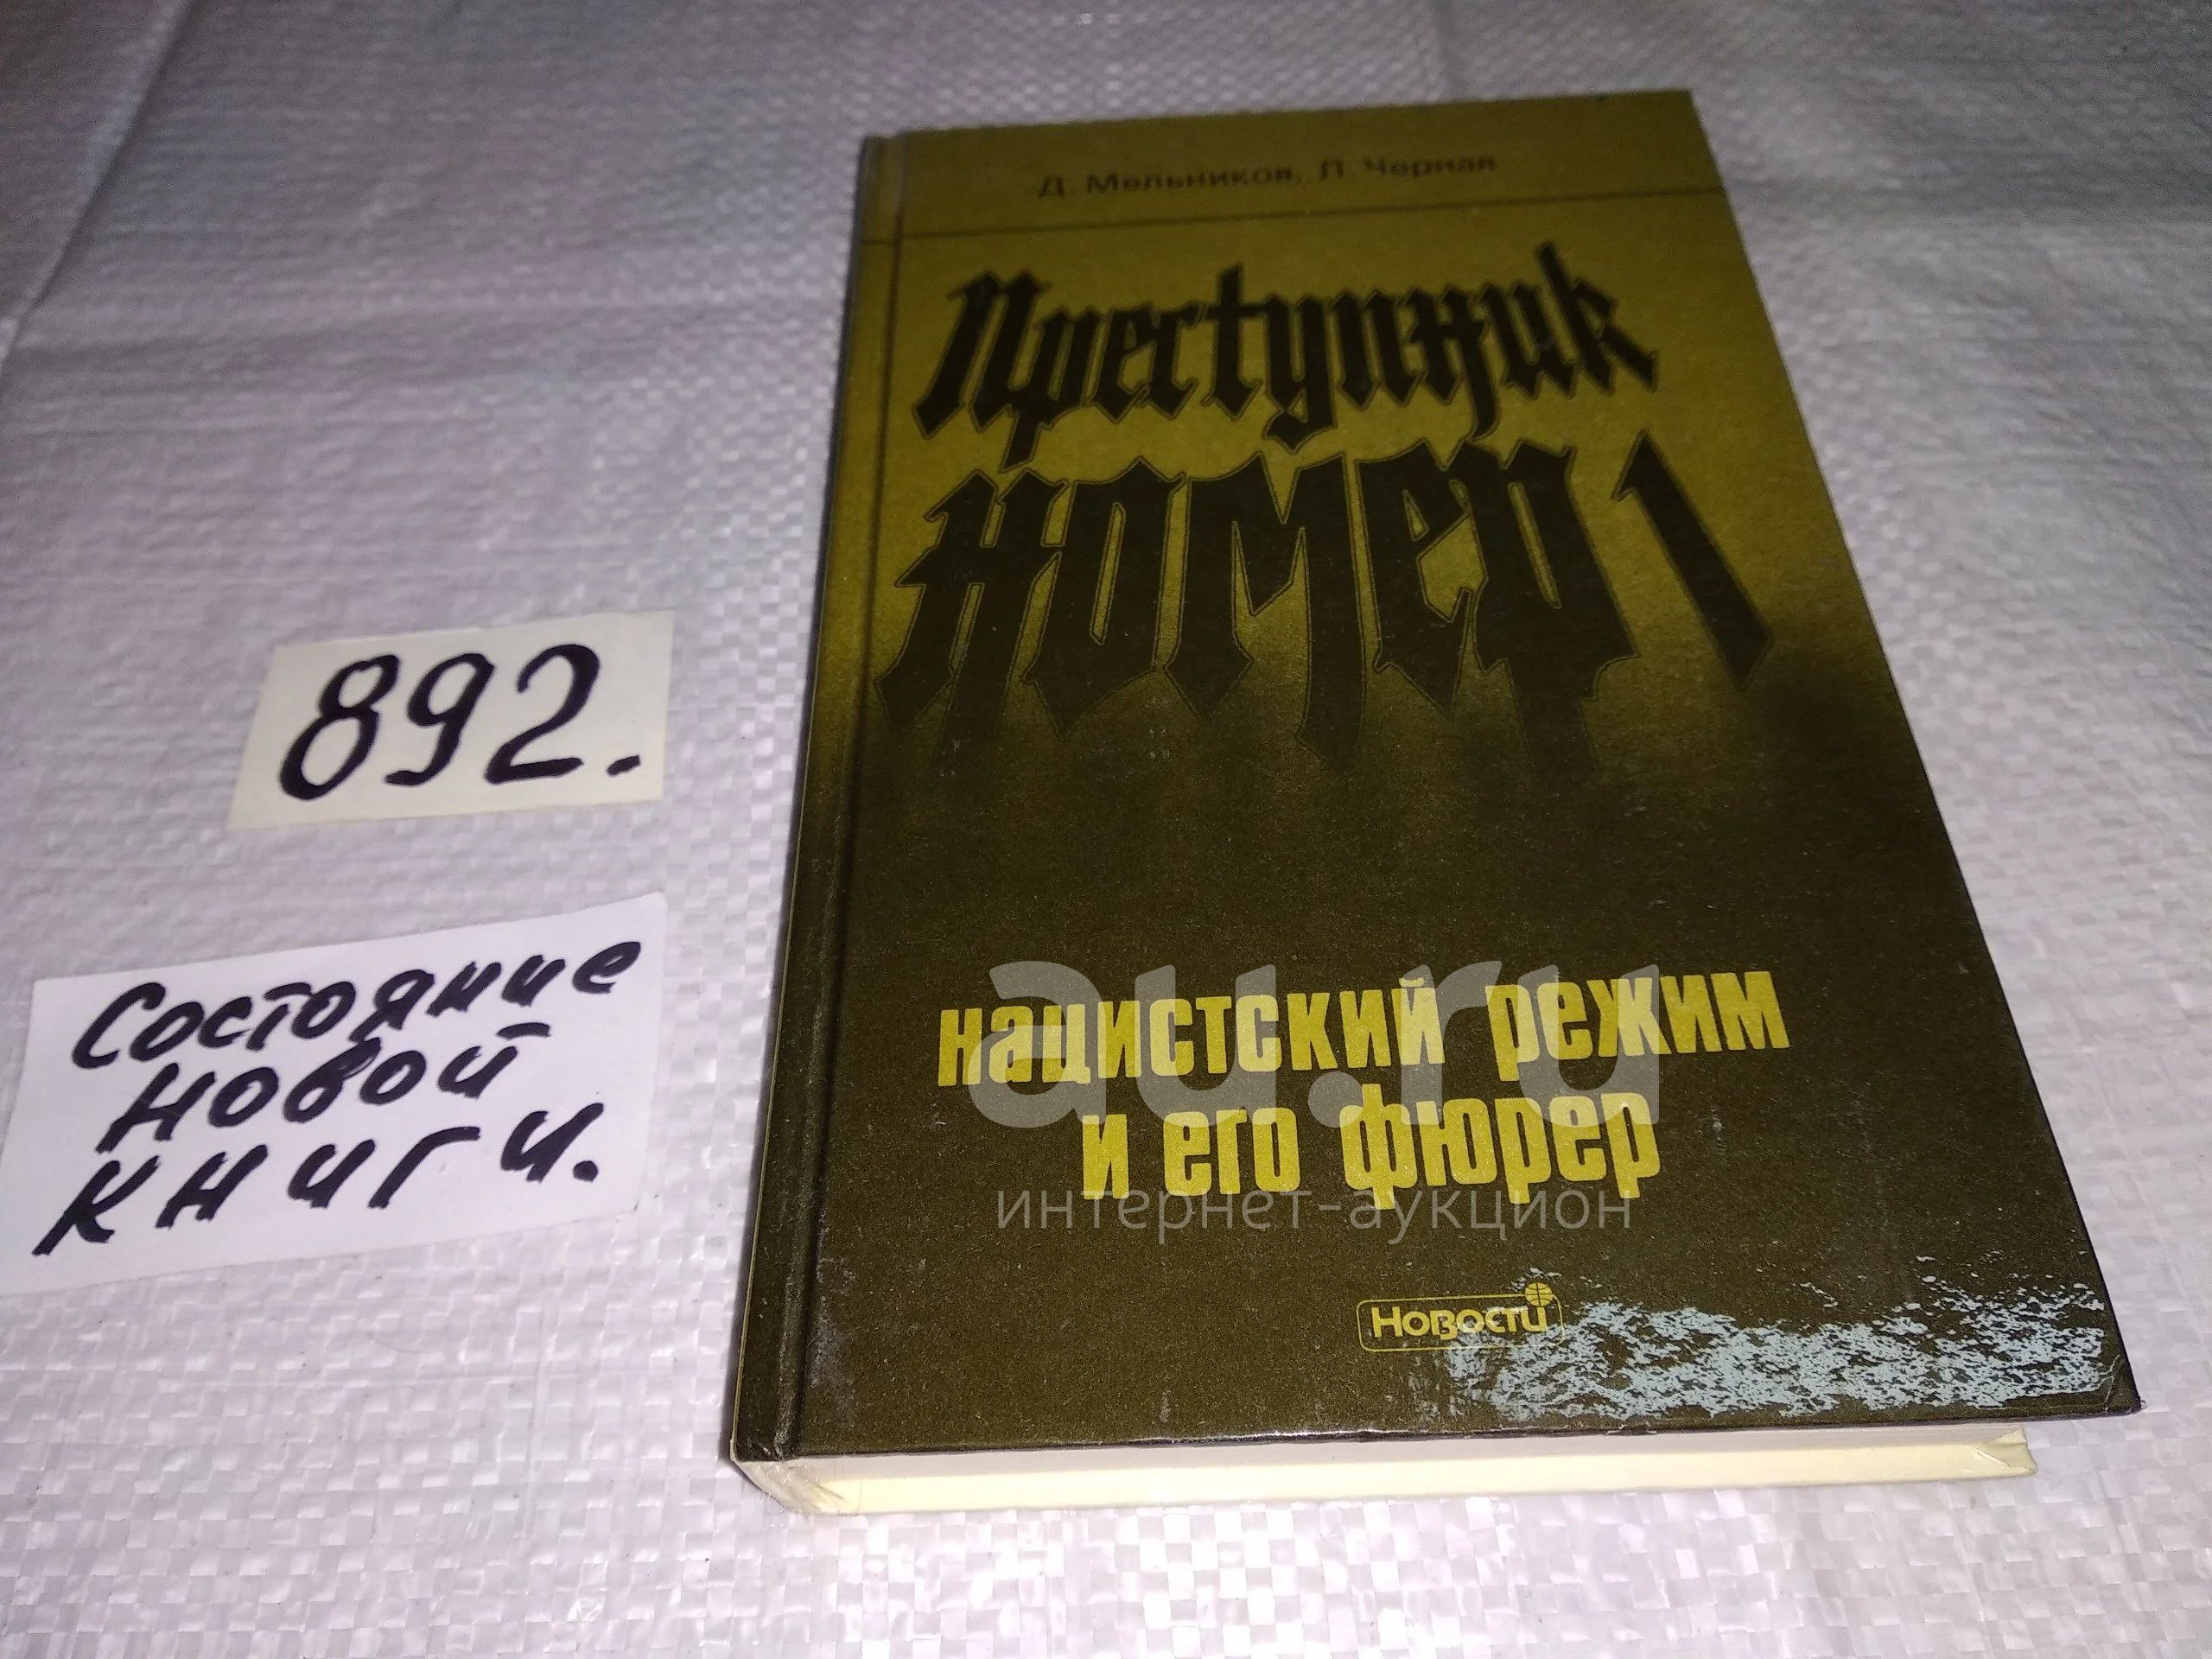 Д. Мельников, Л. Черная
Преступник
номер 1
892.
Состояние
новой
книги.
нацистский режим
и его фюрер
au.ru
интернет-аукцион
Новости